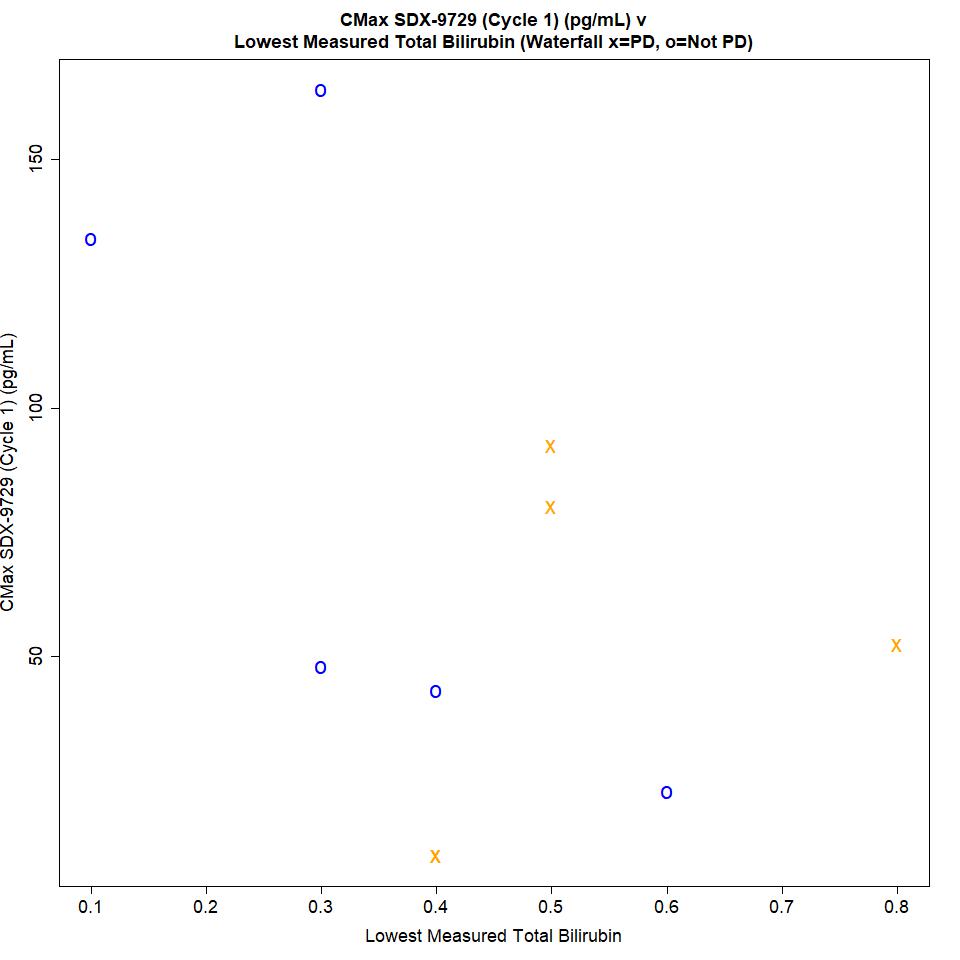 CMax SDX-9729 (Cycle 1) (pg/mL) v
Lowest Measured Total Bilirubin (Waterfall x=PD, o=Not PD)
CMax SDX-9729 (Cycle 1) (pg/mL)
150
100
50
o
o
x
x
x
o
o
o
x
0.1 0.2 0.3 0.4 0.5 0.6 0.7 0.8
Lowest Measured Total Bilirubin